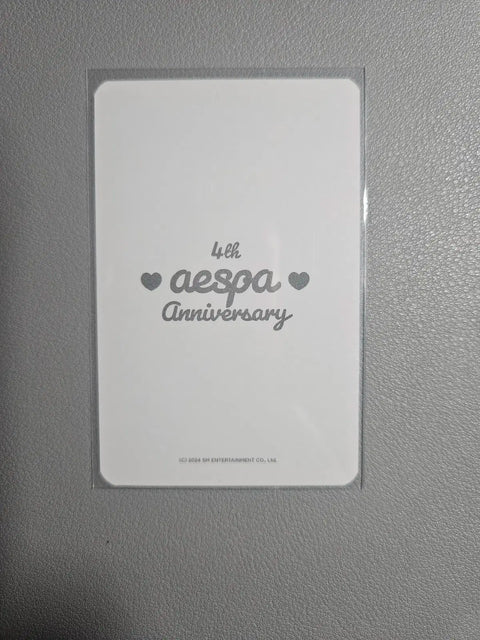 4th
aespa
Anniversary
(C) 2024 SM ENTERTAINMENT CO., Ltd.